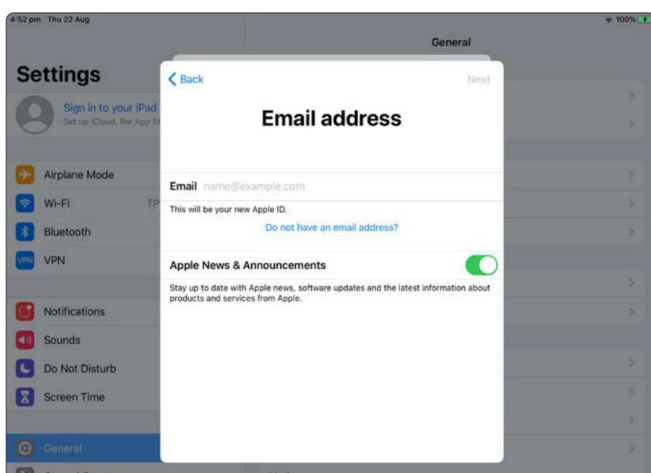 4:52 pm Thu 22 Aug
100%
General
Settings
Back
Next
Sign in to your iPad
Set up iCloud, the App St
Email address
Airplane Mode
Email name@example.com
Wi-Fi TP
This will be your new Apple ID.
Do not have an email address?
Bluetooth
VPN VPN
Apple News & Announcements
Stay up to date with Apple news, software updates and the latest information about
products and services from Apple.
Notifications
Sounds
Do Not Disturb
Screen Time
General